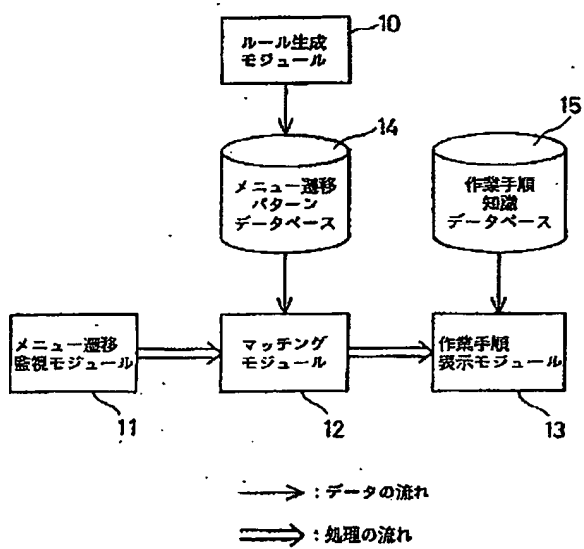 10
ルール生成
モジュール
14
メニュー遷移
パターン
データベース
15
作業手順
知識
データベース
メニュー遷移
監視モジュール
11
マッチング
モジュール
12
作業手順
表示モジュール
13
:データの流れ
:処理の流れ